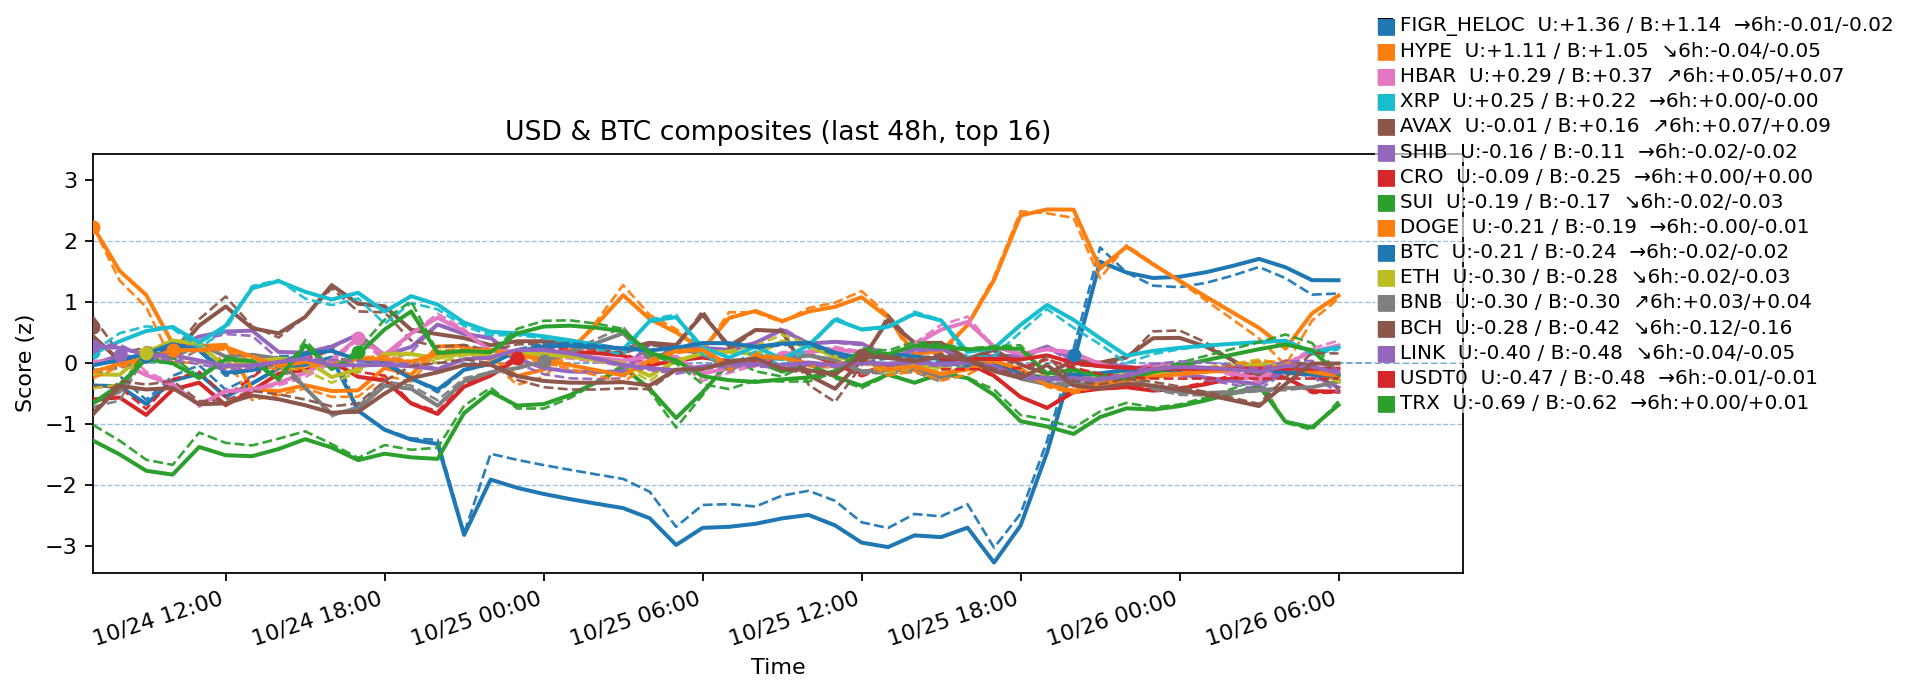 FIGR_HELOC U:+1.36 / B:+1.14 →6h:-0.01/-0.02
HYPE U:+1.11 / B:+1.05 ↘6h:-0.04/-0.05
HBAR U:+0.29 / B:+0.37 ↗6h:+0.05/+0.07
XRP U:+0.25 / B:+0.22 →6h:+0.00/-0.00
AVAX U:-0.01 / B:+0.16 ↗6h:+0.07/+0.09
SHIB U:-0.16 / B:-0.11 →6h:-0.02/-0.02
CRO U:-0.09 / B:-0.25 →6h:+0.00/+0.00
SUI U:-0.19 / B:-0.17 ↘6h:-0.02/-0.03
DOGE U:-0.21 / B:-0.19 →6h:-0.00/-0.01
BTC U:-0.21 / B:-0.24 →6h:-0.02/-0.02
ETH U:-0.30 / B:-0.28 ↘6h:-0.02/-0.03
BNB U:-0.30 / B:-0.30 ↗6h:+0.03/+0.04
BCH U:-0.28 / B:-0.42 ↘6h:-0.12/-0.16
LINK U:-0.40 / B:-0.48 ↘6h:-0.04/-0.05
USDT0 U:-0.47 / B:-0.48 →6h:-0.01/-0.01
TRX U:-0.69 / B:-0.62 →6h:+0.00/+0.01
USD & BTC composites (last 48h, top 16)
Score (z)
3
2
1
0
−1
−2
−3
10/24 12:00
10/24 18:00
10/25 00:00
10/25 06:00
10/25 12:00
10/25 18:00
10/26 00:00
10/26 06:00
Time